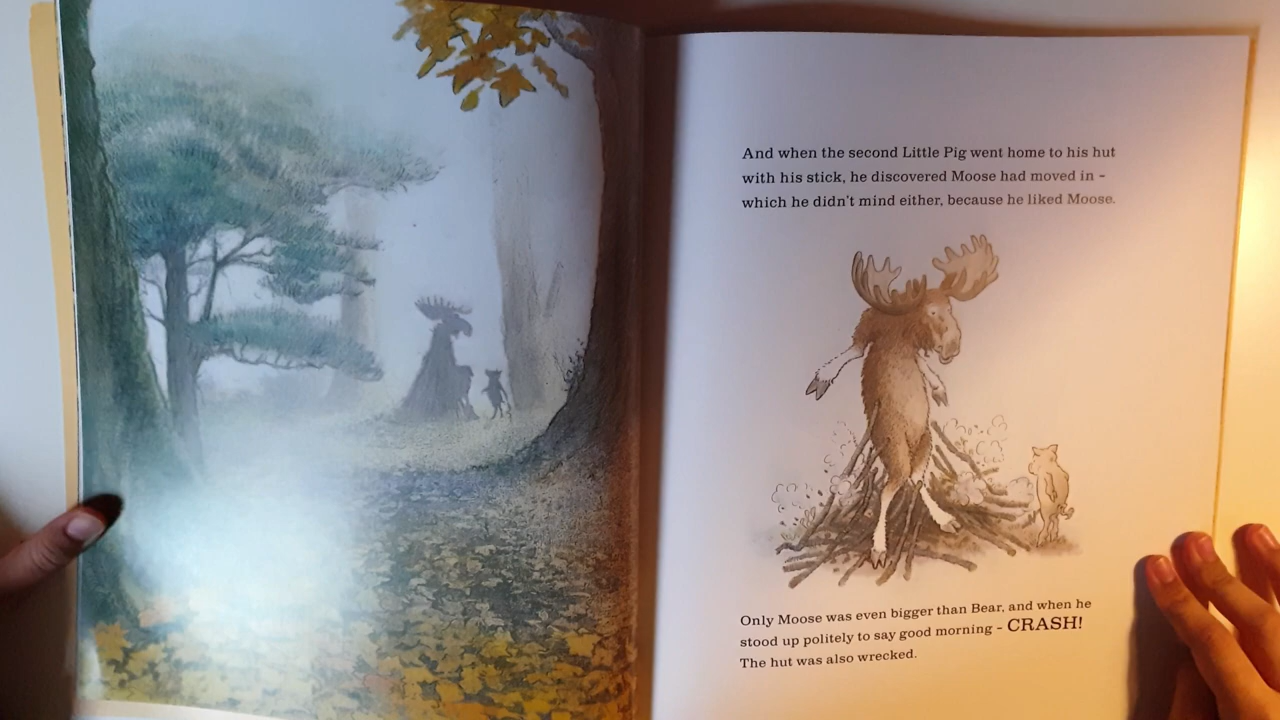 And when the second Little Pig went home to his hut
with his stick, he discovered Moose had moved in –
which he didn't mind either, because he liked Moose.
Only Moose was even bigger than Bear, and when he
stood up politely to say good morning – CRASH!
The hut was also wrecked.